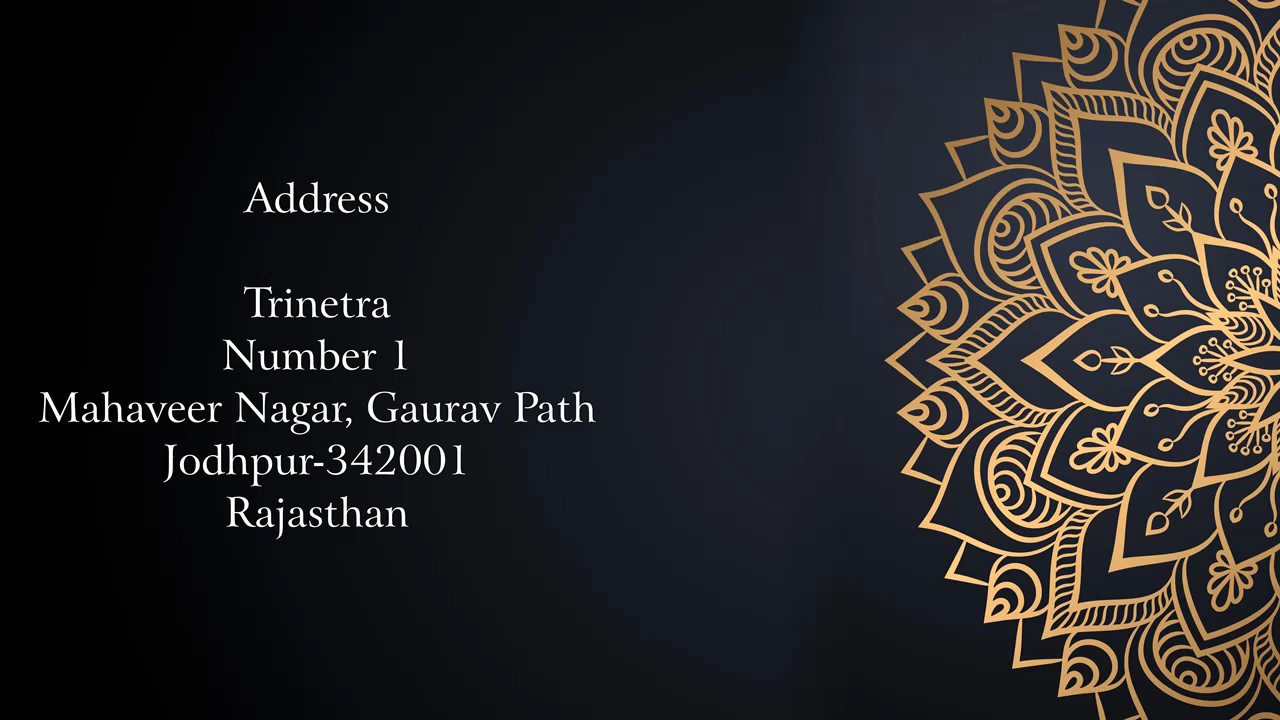 Address
Trinetra
Number 1
Mahaveer Nagar, Gaurav Path
Jodhpur-342001
Rajasthan